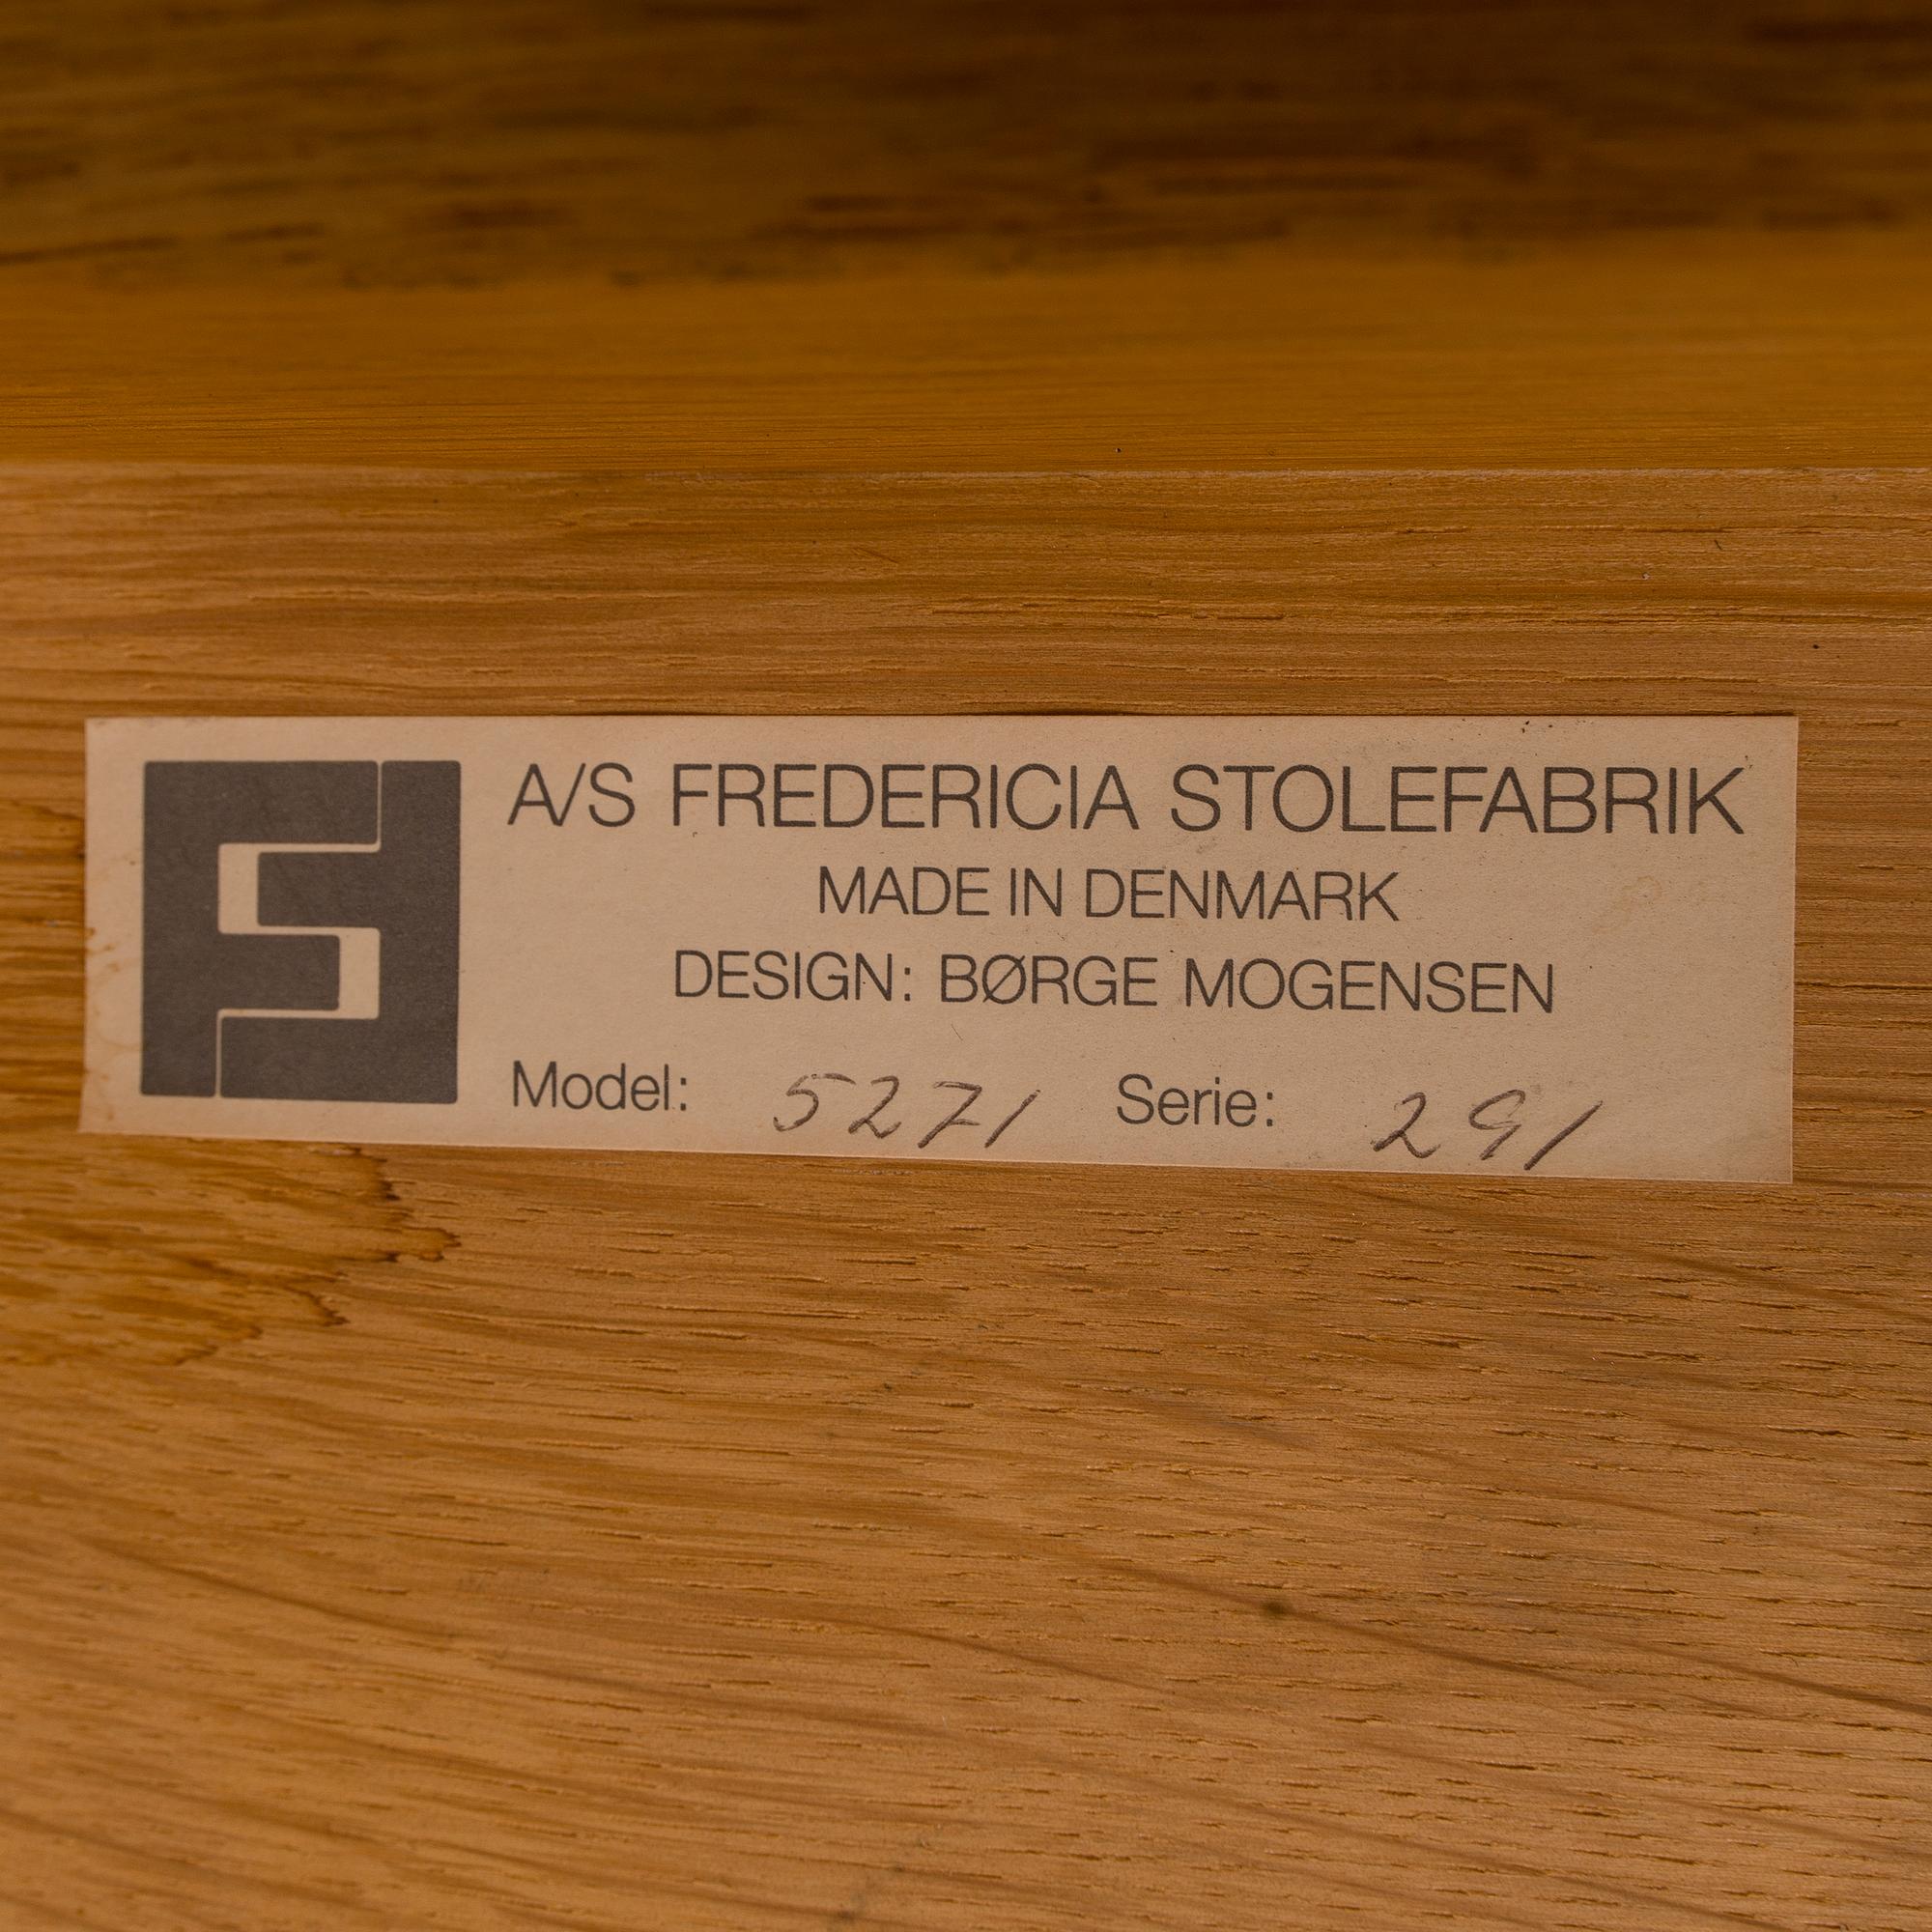 A/S FREDERICIA STOLEFABRIK
MADE IN DENMARK
DESIGN: BØRGE MOGENSEN
Model: 5271 Serie: 291